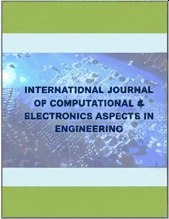 INTERNATIONAL JOURNAL
OF COMPUTATIONAL &
ELECTRONICS ASPECTS IN
ENGINEERING